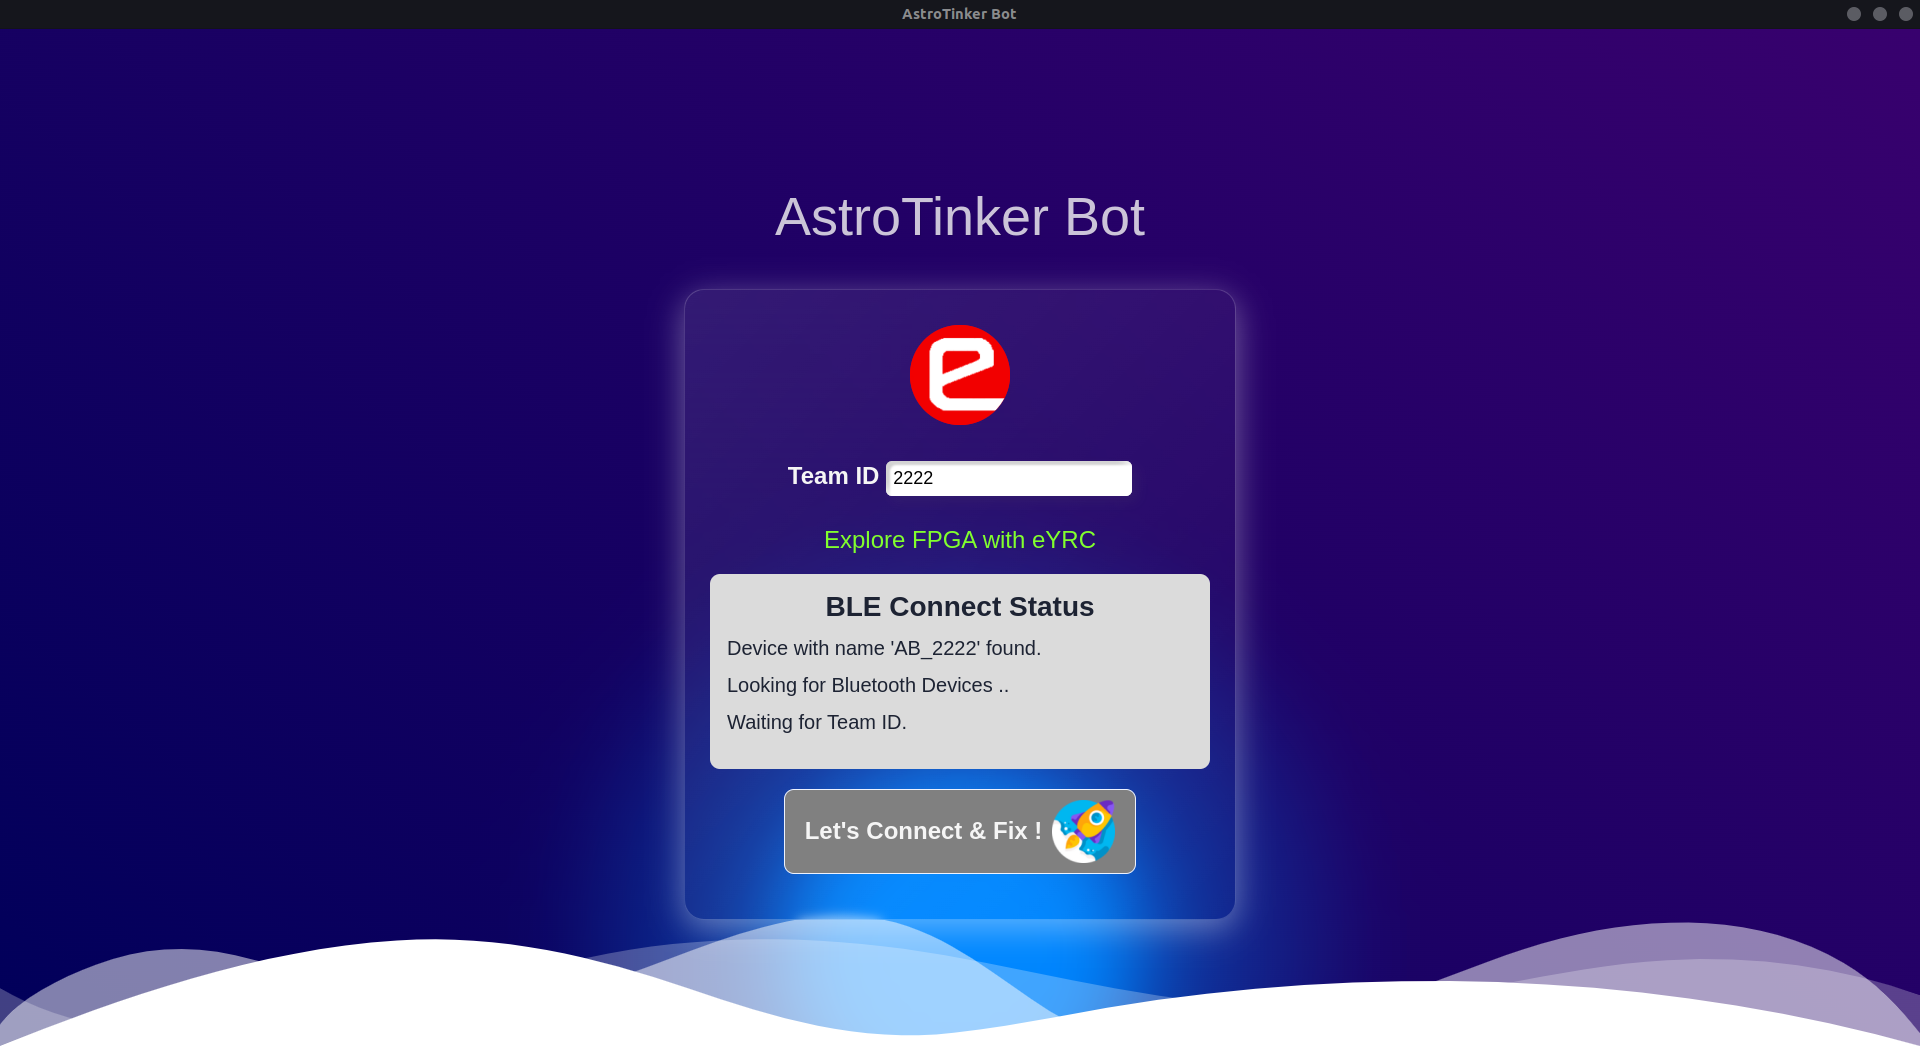 AstroTinker Bot
AstroTinker Bot
e
Team ID 2222
Explore FPGA with eYRC
BLE Connect Status
Device with name 'AB_2222' found.
Looking for Bluetooth Devices ..
Waiting for Team ID.
Let's Connect & Fix !